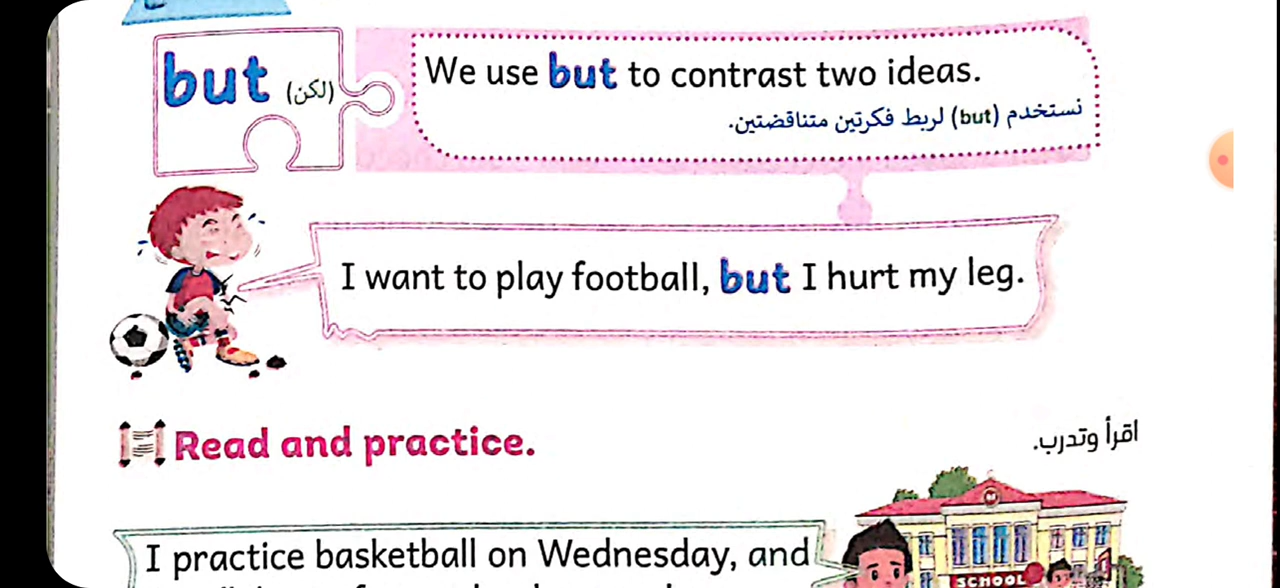 but (لكن)
We use but to contrast two ideas.
نستخدم (but) لربط فكرتين متناقضتين.
I want to play football, but I hurt my leg.
Read and practice.
اقرأ وتدرب.
I practice basketball on Wednesday, and
SCHOOL